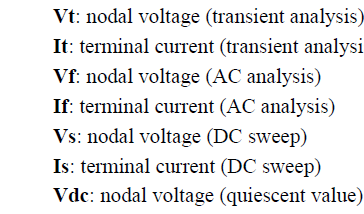 Vt: nodal voltage (transient analysis)
It: terminal current (transient analysi
Vf: nodal voltage (AC analysis)
If: terminal current (AC analysis)
Vs: nodal voltage (DC sweep)
Is: terminal current (DC sweep)
Vdc: nodal voltage (quiescent value)